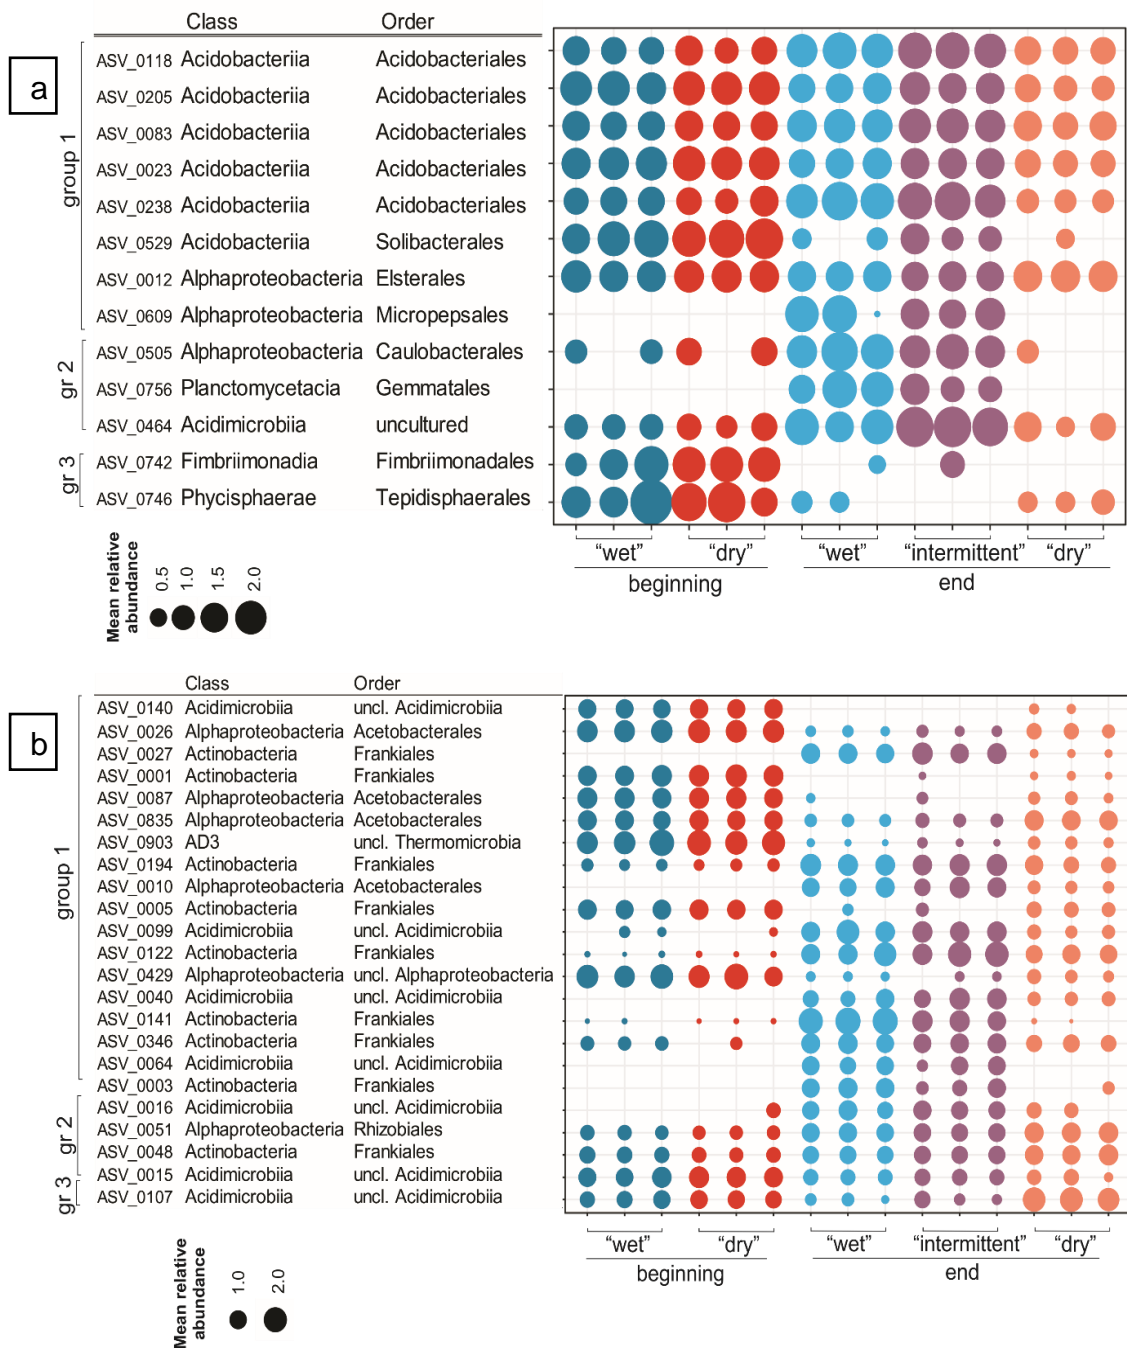 Class Order
a
ASV_0118 Acidobacteriia Acidobacteriales
ASV_0205 Acidobacteriia Acidobacteriales
ASV_0083 Acidobacteriia Acidobacteriales
ASV_0023 Acidobacteriia Acidobacteriales
ASV_0238 Acidobacteriia Acidobacteriales
ASV_0529 Acidobacteriia Solibacterales
ASV_0012 Alphaproteobacteria Elsterales
ASV_0609 Alphaproteobacteria Micropepsales
ASV_0505 Alphaproteobacteria Caulobacterales
ASV_0756 Planctomycetacia Gemmatales
ASV_0464 Acidimicrobiia uncultured
ASV_0742 Fimbriimonadia Fimbriimonadales
ASV_0746 Phycisphaerae Tepidisphaerales
group 1
gr 2
gr 3
“wet” “dry” “wet” “intermittent” “dry”
beginning end
Mean relative
abundance
0.5
1.0
1.5
2.0
Class Order
b
ASV_0140 Acidimicrobiia uncl. Acidimicrobiia
ASV_0026 Alphaproteobacteria Acetobacterales
ASV_0027 Actinobacteria Frankiales
ASV_0001 Actinobacteria Frankiales
ASV_0087 Alphaproteobacteria Acetobacterales
ASV_0835 Alphaproteobacteria Acetobacterales
ASV_0903 AD3 uncl. Thermomicrobia
ASV_0194 Actinobacteria Frankiales
ASV_0010 Alphaproteobacteria Acetobacterales
ASV_0005 Actinobacteria Frankiales
ASV_0099 Acidimicrobiia uncl. Acidimicrobiia
ASV_0122 Actinobacteria Frankiales
ASV_0429 Alphaproteobacteria uncl. Alphaproteobacteria
ASV_0040 Acidimicrobiia uncl. Acidimicrobiia
ASV_0141 Actinobacteria Frankiales
ASV_0346 Actinobacteria Frankiales
ASV_0064 Acidimicrobiia uncl. Acidimicrobiia
ASV_0003 Actinobacteria Frankiales
ASV_0016 Acidimicrobiia uncl. Acidimicrobiia
ASV_0051 Alphaproteobacteria Rhizobiales
ASV_0048 Actinobacteria Frankiales
ASV_0015 Acidimicrobiia uncl. Acidimicrobiia
ASV_0107 Acidimicrobiia uncl. Acidimicrobiia
group 1
gr 2
gr 3
“wet” “dry” “wet” “intermittent” “dry”
beginning end
Mean relative
abundance
1.0
2.0